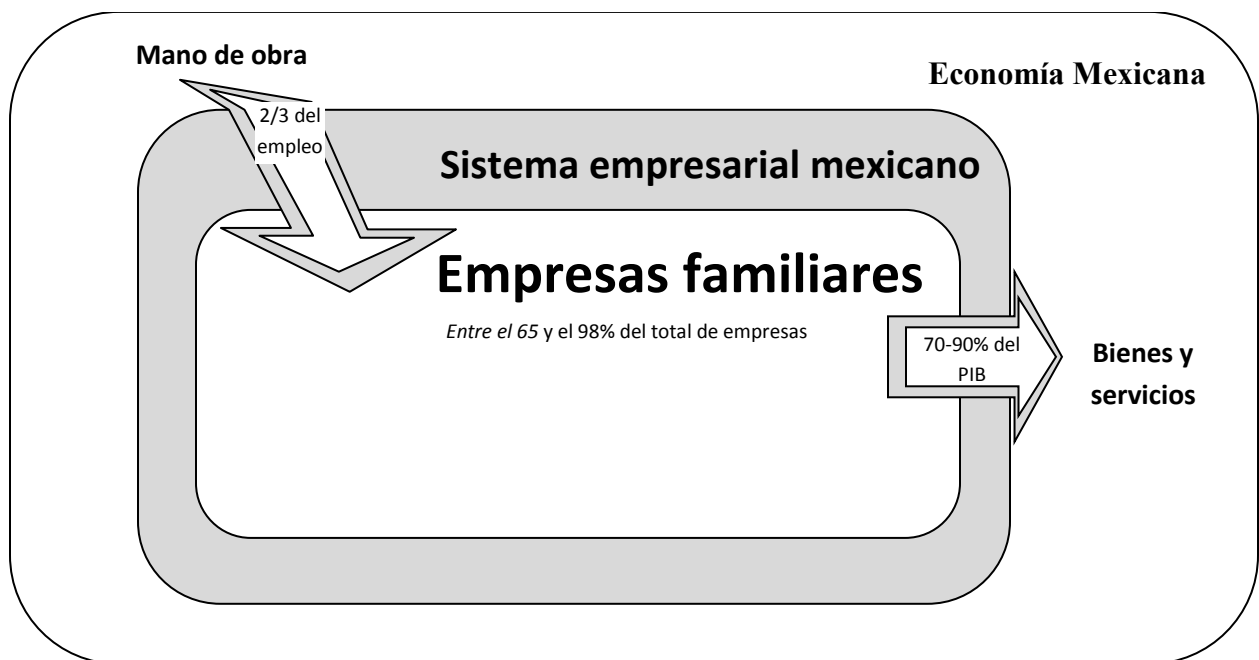 Mano de obra
Economía Mexicana
2/3 del
empleo
Sistema empresarial mexicano
Empresas familiares
Entre el 65 y el 98% del total de empresas
70-90% del
PIB
Bienes y
servicios